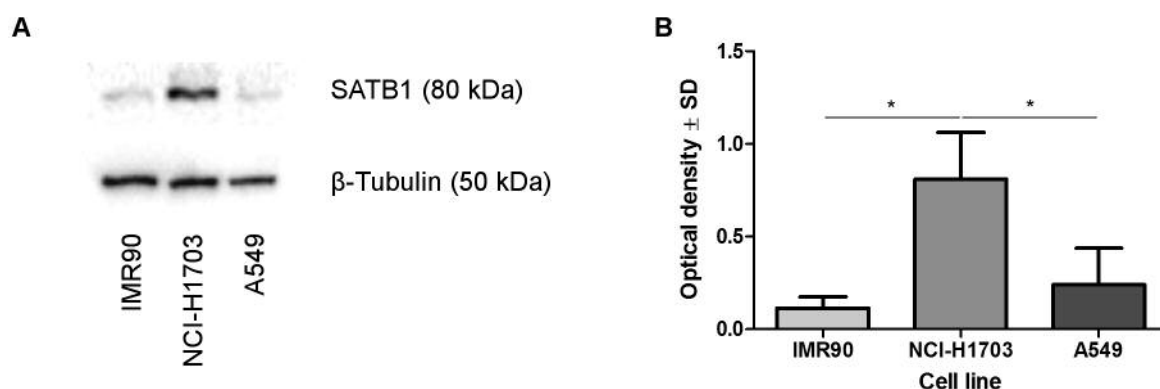 A
SATB1 (80 kDa)
β-Tubulin (50 kDa)
IMR90
NCI-H1703
A549
B
Optical density ± SD
1.5
1.0
0.5
0.0
* *
IMR90 NCI-H1703 A549
Cell line